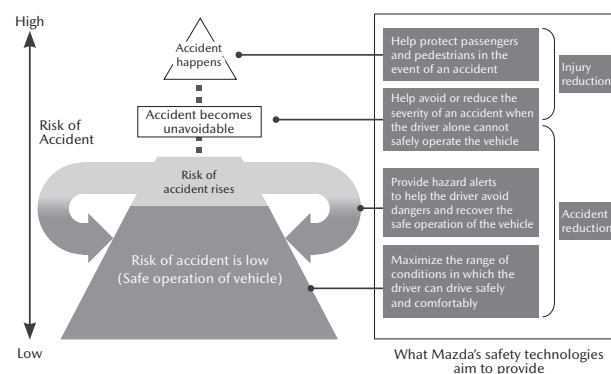 High
Risk of
Accident
Low
Accident
happens
Accident becomes
unavoidable
Risk of
accident rises
Risk of accident is low
(Safe operation of vehicle)
Help protect passengers
and pedestrians in the
event of an accident
Help avoid or reduce the
severity of an accident when
the driver alone cannot
safely operate the vehicle
Provide hazard alerts
to help the driver avoid
dangers and recover the
safe operation of the vehicle
Maximize the range of
conditions in which the
driver can drive safely
and comfortably
Injury
reduction
Accident
reduction
What Mazda's safety technologies
aim to provide